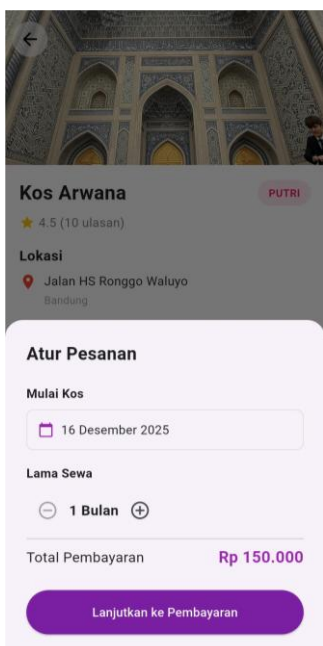 Kos Arwana
PUTRI
4.5 (10 ulasan)
Lokasi
Jalan HS Ronggo Waluyo
Bandung
Atur Pesanan
Mulai Kos
16 Desember 2025
Lama Sewa
1 Bulan
Total Pembayaran
Rp 150.000
Lanjutkan ke Pembayaran